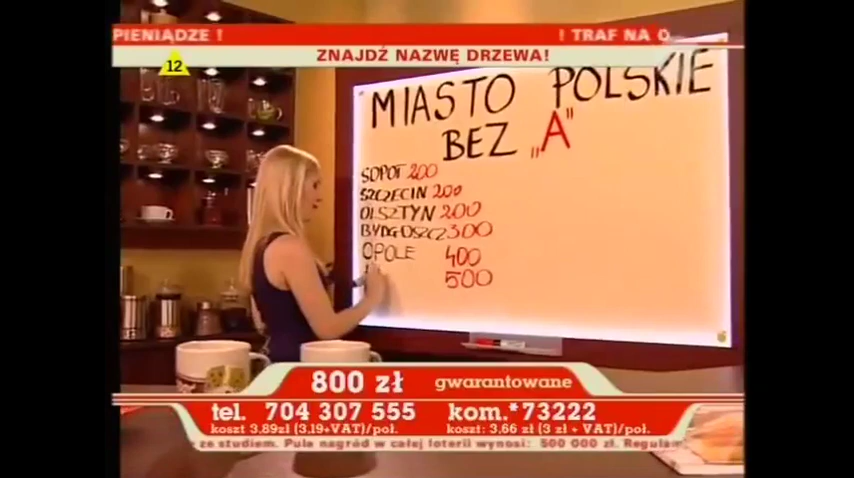 PIENIĄDZE ! ! TRAF NA O
ZNAJDŹ NAZWĘ DRZEWA!
12
MIASTO POLSKIE
BEZ „A”
SOPOT 200
SZCZECIN 200
OLSZTYN 200
BYDGOSZCZ 300
OPOLE 400
500
800 zł gwarantowane
tel. 704 307 555 kom.*73222
koszt 3,89zł (3,19+VAT)/poł. koszt: 3,66 zł (3 zł + VAT)/poł.
ze studiem. Pula nagród w całej loterii wynosi: 500 000 zł. Regulam